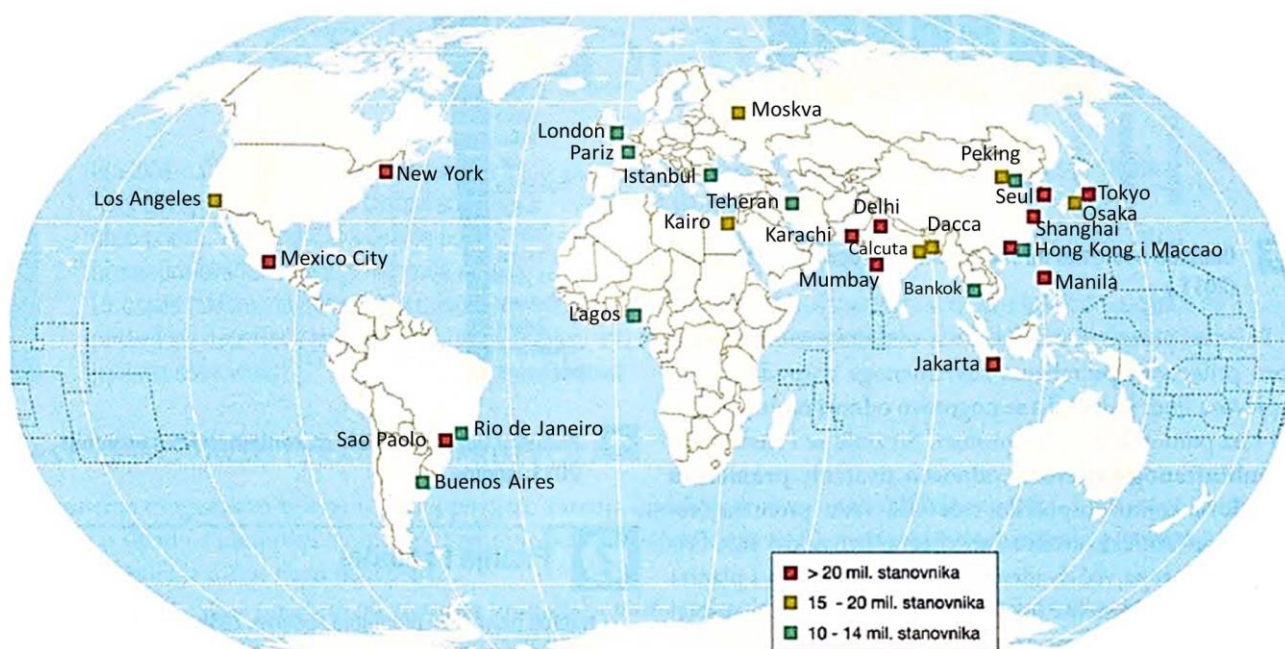 Moskva
London
Pariz
Peking
New York
Istanbul
Los Angeles
Teheran
Seul
Tokyo
Delhi
Osaka
Kairo
Karachi
Dacca
Shanghai
Calcuta
Hong Kong i Maccao
Mexico City
Mumbay
Manila
Bankok
Lagos
Jakarta
Rio de Janeiro
Sao Paolo
Buenos Aires
> 20 mil. stanovnika
15 - 20 mil. stanovnika
10 - 14 mil. stanovnika